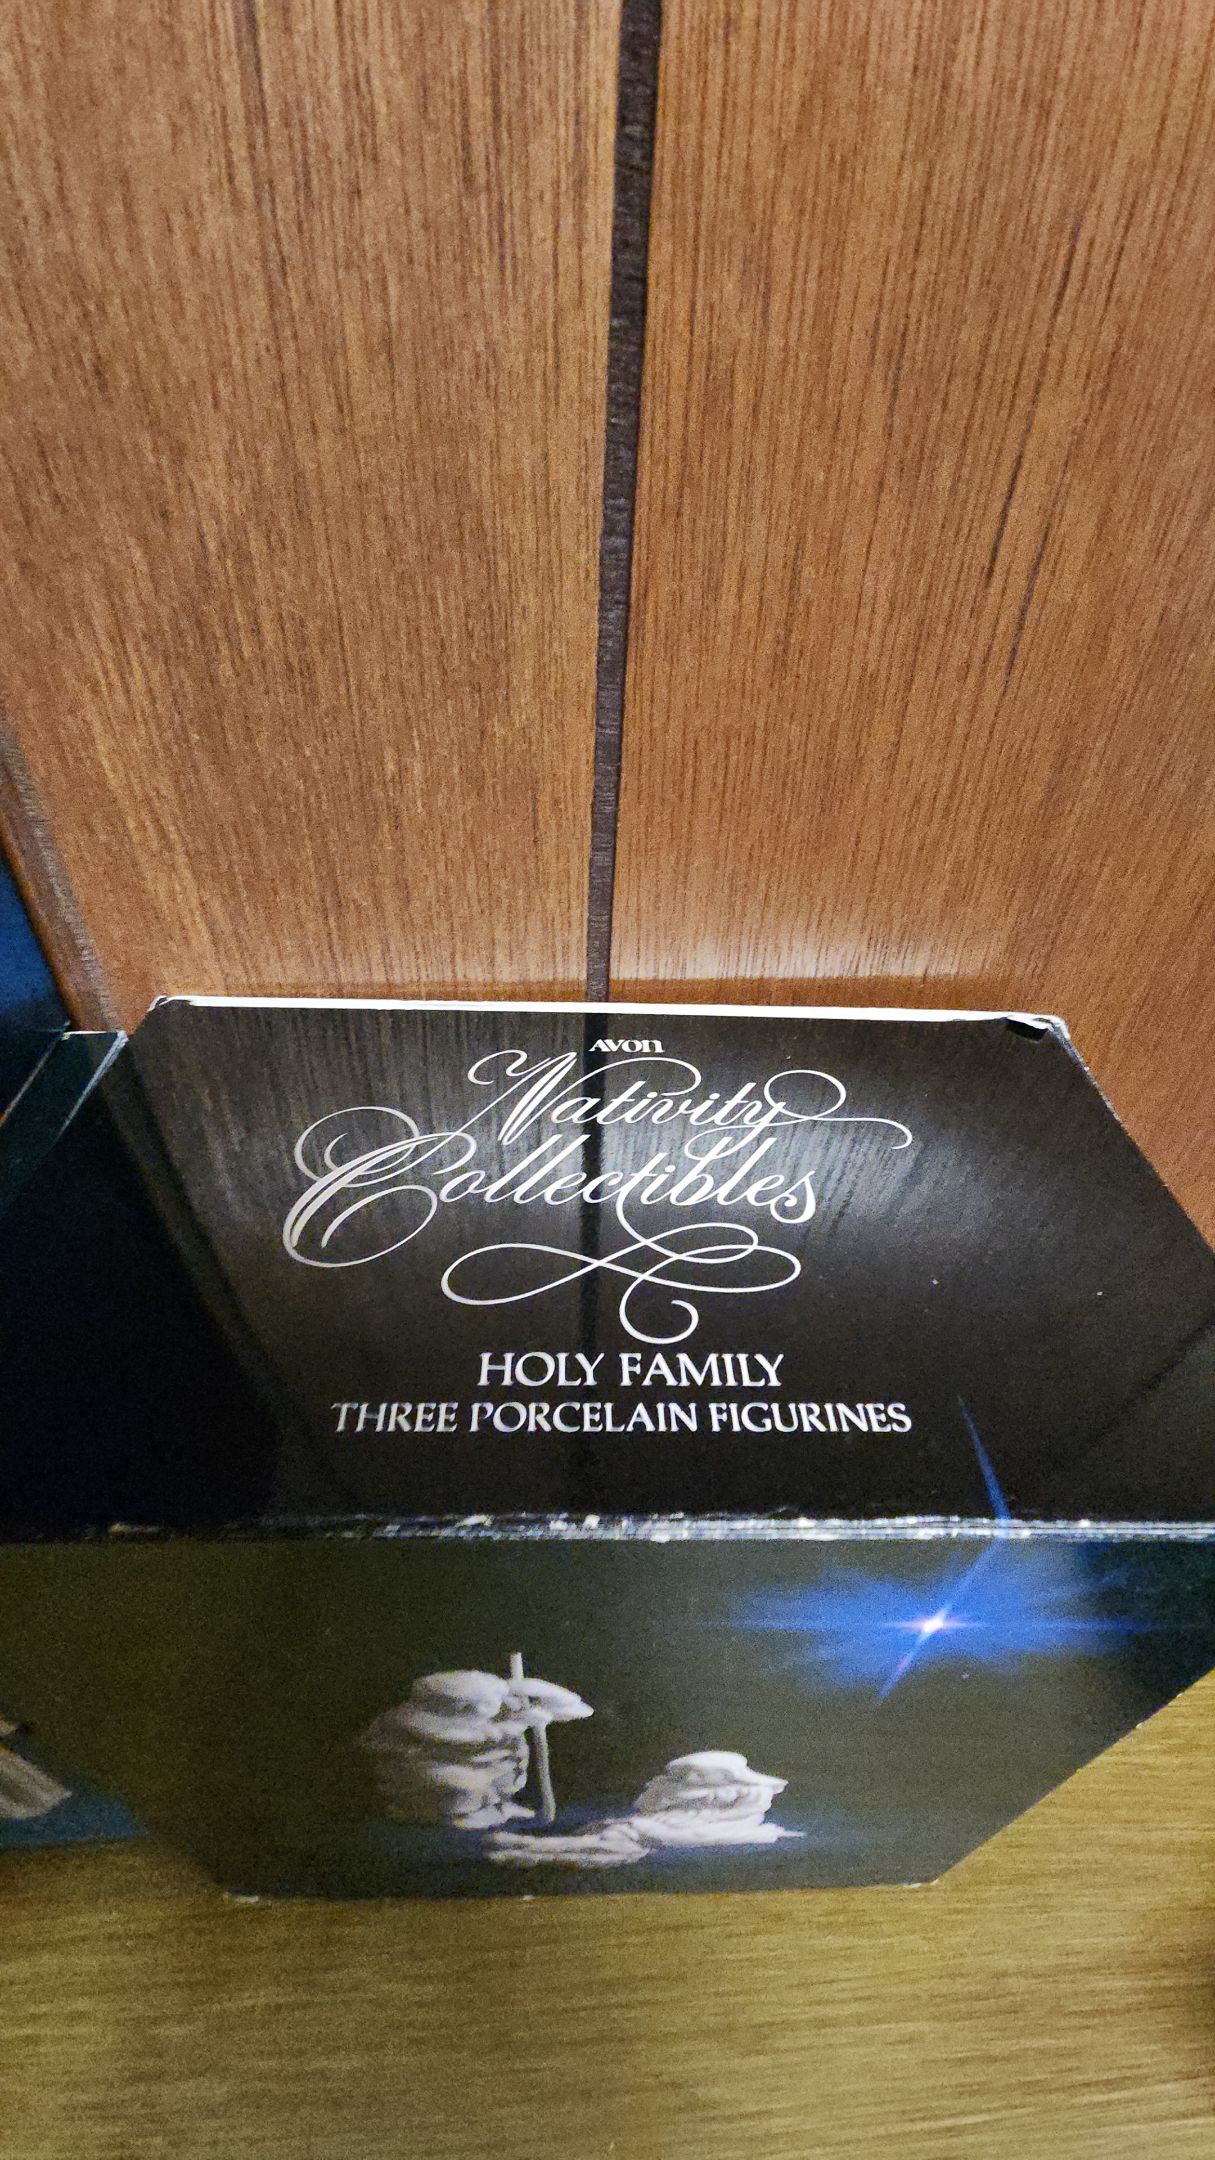 AVON
Nativity
Collectibles
HOLY FAMILY
THREE PORCELAIN FIGURINES